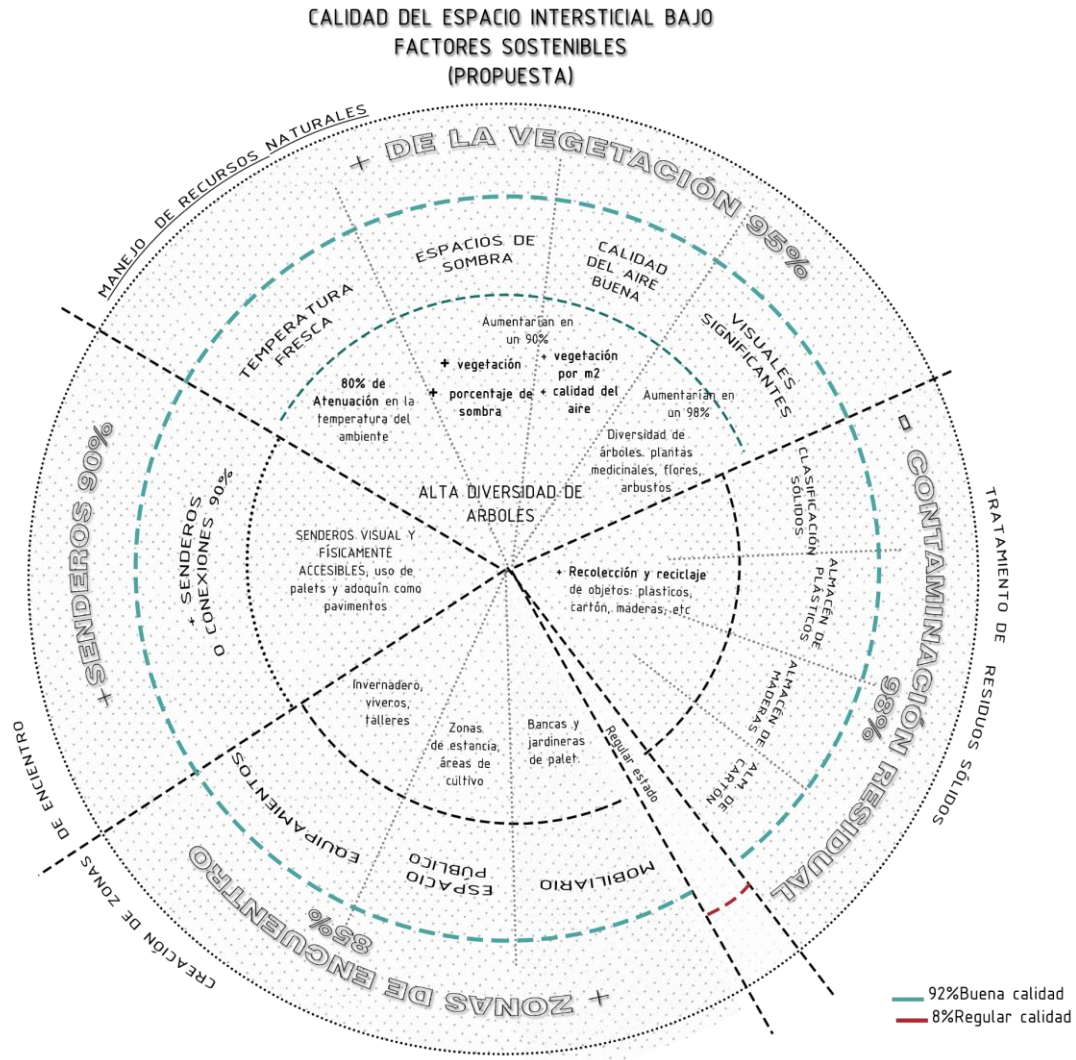 CALIDAD DEL ESPACIO INTERSTICIAL BAJO
FACTORES SOSTENIBLES
(PROPUESTA)
MANEJO DE RECURSOS NATURALES
+ DE LA VEGETACIÓN 95%
TEMPERATURA
FRESCA
ESPACIOS DE
SOMBRA
CALIDAD
DEL AIRE
BUENA
VISUALES
SIGNIFICANTES
80% de
Atenuación en la
temperatura del
ambiente
Aumentarían en
un 90%
+ vegetación
+ porcentaje de
sombra
+ vegetación
por m2
+ calidad del
aire
Aumentarían en
un 98%
Diversidad de
árboles. plantas
medicinales, flores,
arbustos
ALTA DIVERSIDAD DE
ARBOLES
+SENDEROS 90%
+ SENDEROS
O CONEXIONES 90%
SENDEROS VISUAL Y
FÍSICAMENTE
ACCESIBLES, uso de
palets y adoquín como
pavimentos
- CONTAMINACIÓN RESIDUAL
98%
TRATAMIENTO DE RESIDUOS SÓLIDOS
CLASIFICACIÓN
SÓLIDOS
ALMACÉN DE
PLÁSTICOS
ALMACÉN DE
MADERAS
ALM. DE
CARTÓN
+ Recolección y reciclaje
de objetos: plásticos,
cartón, maderas, etc
Regular estado
Invernadero,
viveros,
talleres
Zonas
de estancia,
áreas de
cultivo
Bancas y
jardineras
de palet.
EQUIPAMIENTOS
ESPACIO
PÚBLICO
MOBILIARIO
+ ZONAS DE ENCUENTRO
85%
CREACIÓN DE ZONAS DE ENCUENTRO
92%Buena calidad
8%Regular calidad